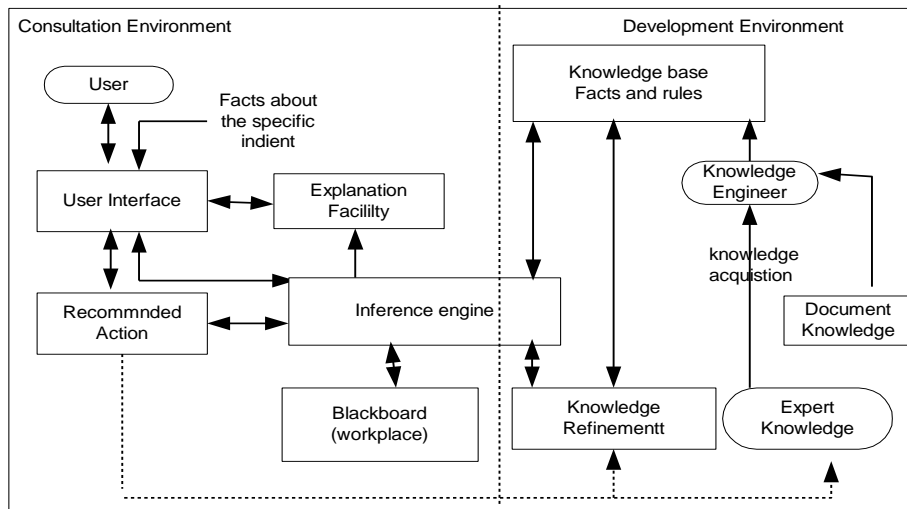 Consultation Environment
Development Environment
User
Facts about
the specific
indient
Knowledge base
Facts and rules
User Interface
Explanation
Facililty
Knowledge
Engineer
knowledge
acquistion
Recommnded
Action
Inference engine
Document
Knowledge
Blackboard
(workplace)
Knowledge
Refinementt
Expert
Knowledge